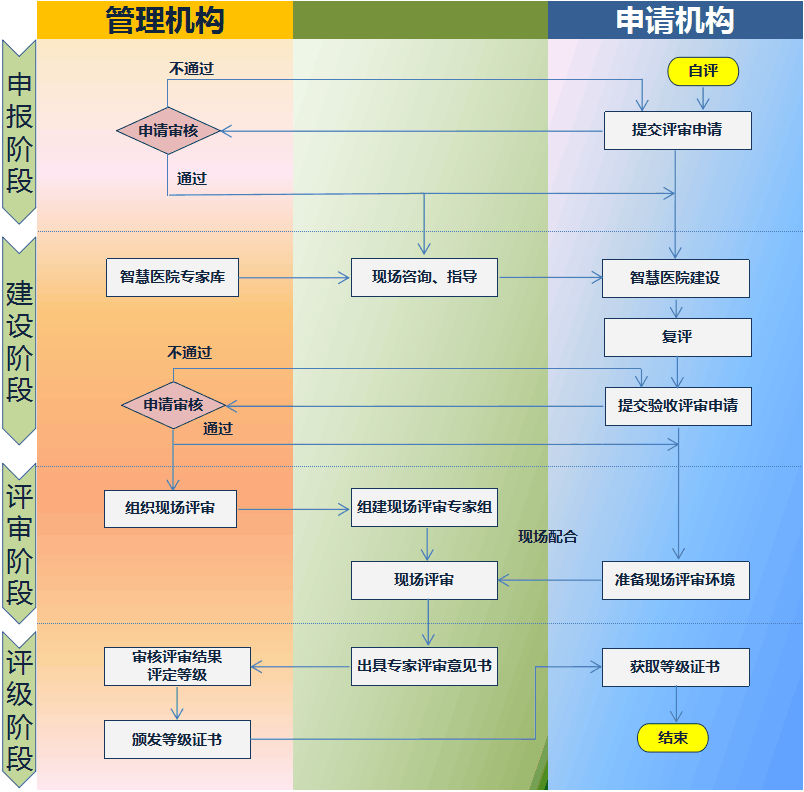 管理机构
申请机构
申报阶段
不通过
自评
申请审核
提交评审申请
通过
建设阶段
智慧医院专家库
现场咨询、指导
智慧医院建设
复评
不通过
申请审核
提交验收评审申请
通过
评审阶段
组织现场评审
组建现场评审专家组
现场配合
现场评审
准备现场评审环境
评级阶段
审核评审结果
评定等级
出具专家评审意见书
获取等级证书
颁发等级证书
结束